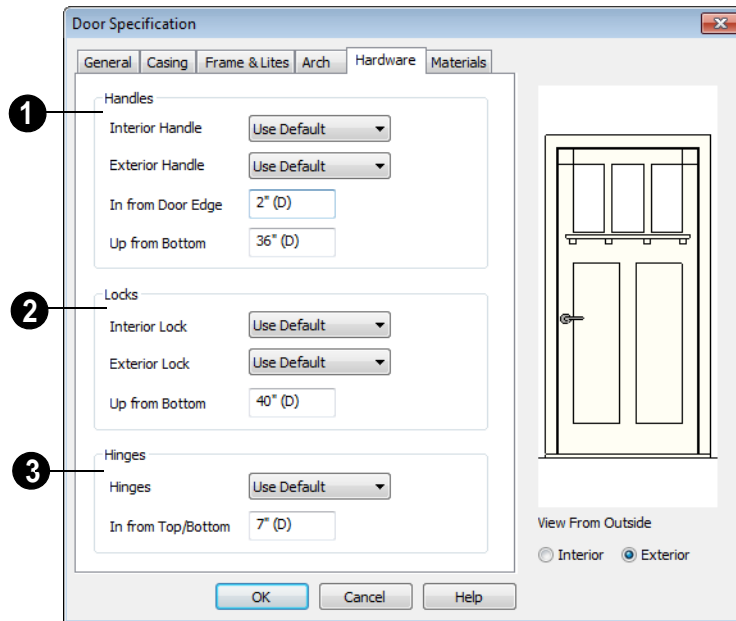 Door Specification
General Casing Frame & Lites Arch Hardware Materials
1
Handles
Interior Handle Use Default
Exterior Handle Use Default
In from Door Edge 2" (D)
Up from Bottom 36" (D)
2
Locks
Interior Lock Use Default
Exterior Lock Use Default
Up from Bottom 40" (D)
3
Hinges
Hinges Use Default
In from Top/Bottom 7" (D)
View From Outside
Interior Exterior
OK Cancel Help